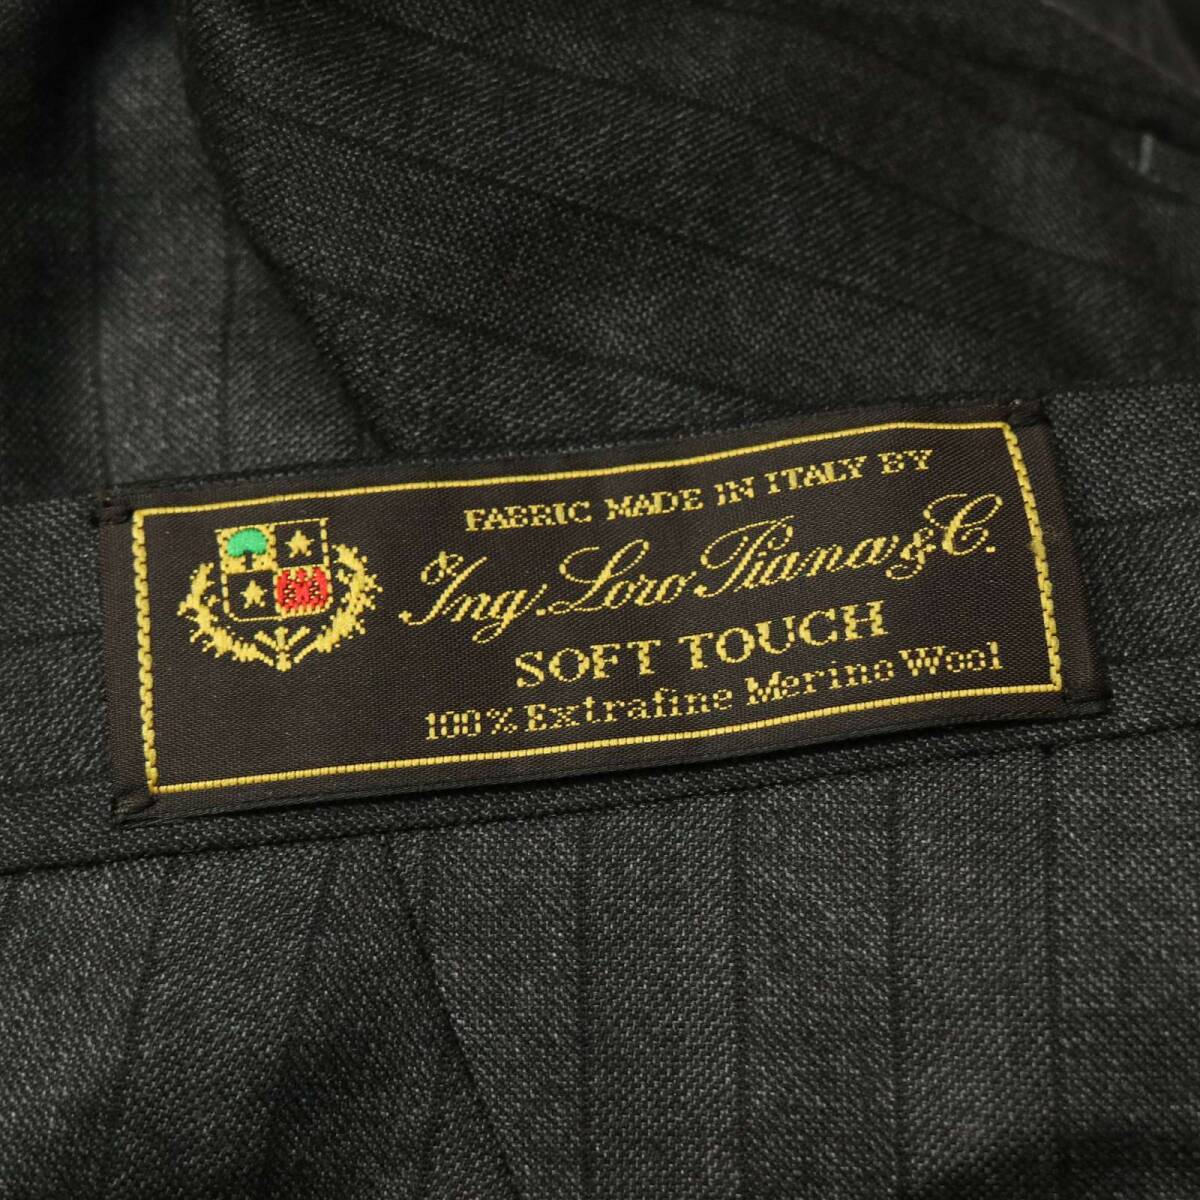 FABRIC MADE IN ITALY BY
Ing. Loro Piana & C.
SOFT TOUCH
100% Extrafine Merino Wool